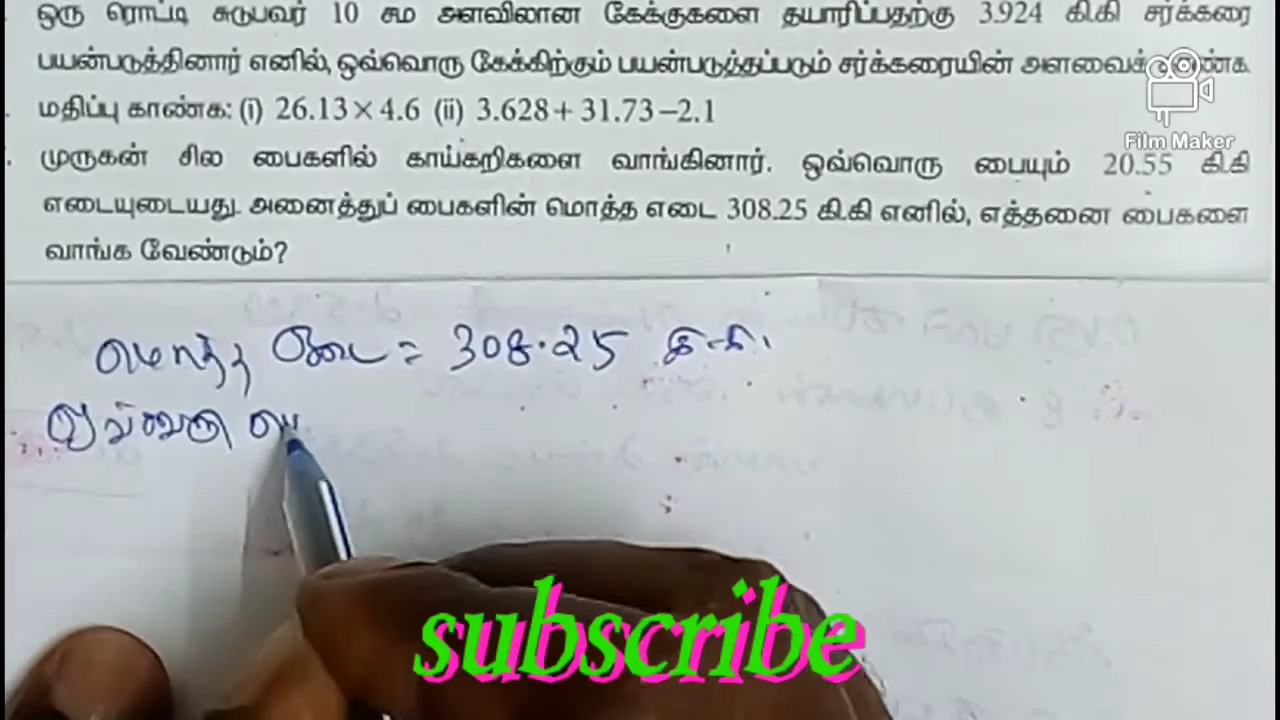 ஒரு ரொட்டி சுடுபவர் 10 சம அளவிலான கேக்குகளை தயாரிப்பதற்கு 3.924 கி.கி சர்க்கரை
பயன்படுத்தினார் எனில், ஒவ்வொரு கேக்கிற்கும் பயன்படுத்தப்படும் சர்க்கரையின் அளவைக்
மதிப்பு காண்க: (i) 26.13 × 4.6 (ii) 3.628 + 31.73 – 2.1
Film Maker
முருகன் சில பைகளில் காய்கறிகளை வாங்கினார். ஒவ்வொரு பையும் 20.55 கி.கி
எடையுடையது. அனைத்துப் பைகளின் மொத்த எடை 308.25 கி.கி எனில், எத்தனை பைகளை
வாங்க வேண்டும்?
மொத்த எடை = 308.25 கி.கி.
ஒவ்வொரு
subscribe